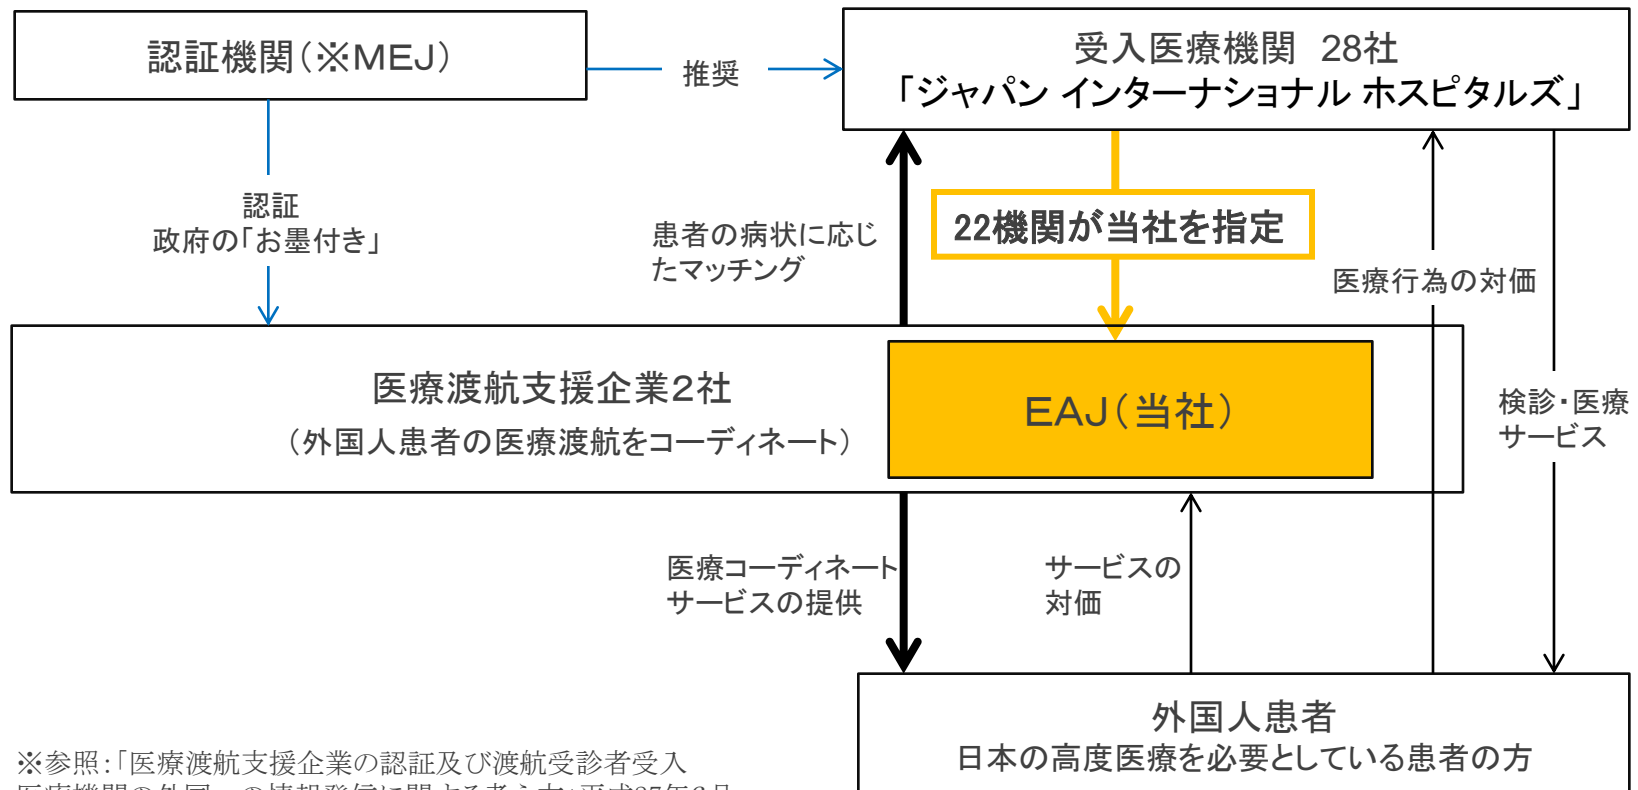 認証機関（※MEJ）
推奨
受入医療機関 28社
「ジャパン インターナショナル ホスピタルズ」
認証
政府の「お墨付き」
患者の病状に応じ
たマッチング
22機関が当社を指定
医療行為の対価
医療渡航支援企業2社
（外国人患者の医療渡航をコーディネート）
EAJ（当社）
検診・医療
サービス
医療コーディネート
サービスの提供
サービスの
対価
外国人患者
日本の高度医療を必要としている患者の方
※参照：「医療渡航支援企業の認証及び渡航受診者受入